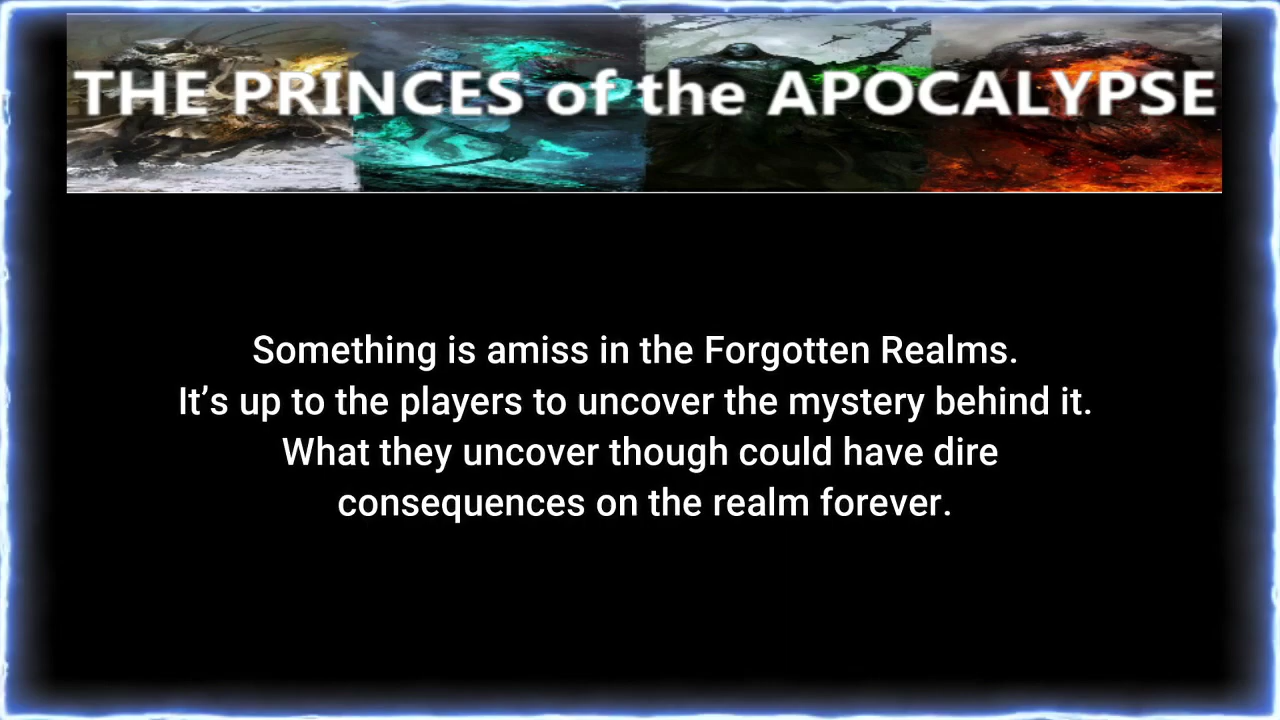 THE PRINCES of the APOCALYPSE
Something is amiss in the Forgotten Realms.
It’s up to the players to uncover the mystery behind it.
What they uncover though could have dire
consequences on the realm forever.